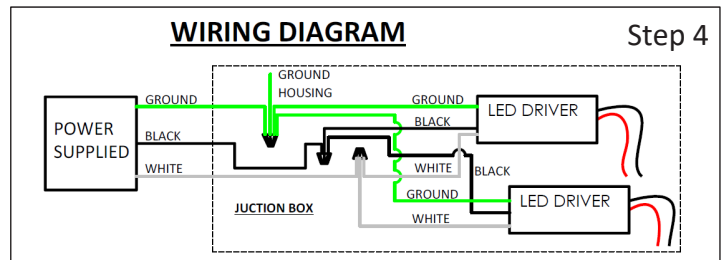 WIRING DIAGRAM
Step 4
GROUND
HOUSING
GROUND
GROUND
LED DRIVER
BLACK
POWER
SUPPLIED
BLACK
WHITE
WHITE
BLACK
GROUND
LED DRIVER
JUCTION BOX
WHITE